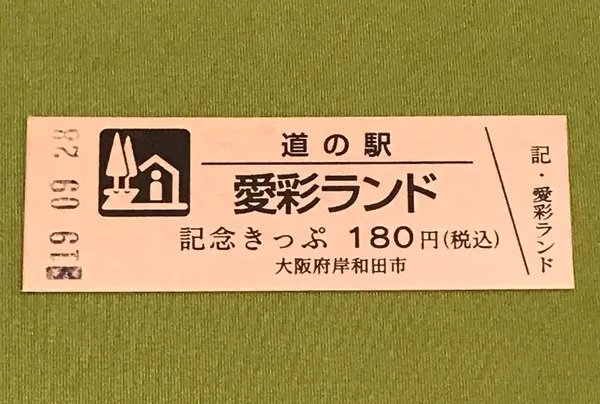 19 09 28
道の駅
愛彩ランド
記念きっぷ 180円(税込)
大阪府岸和田市
記・愛彩ランド